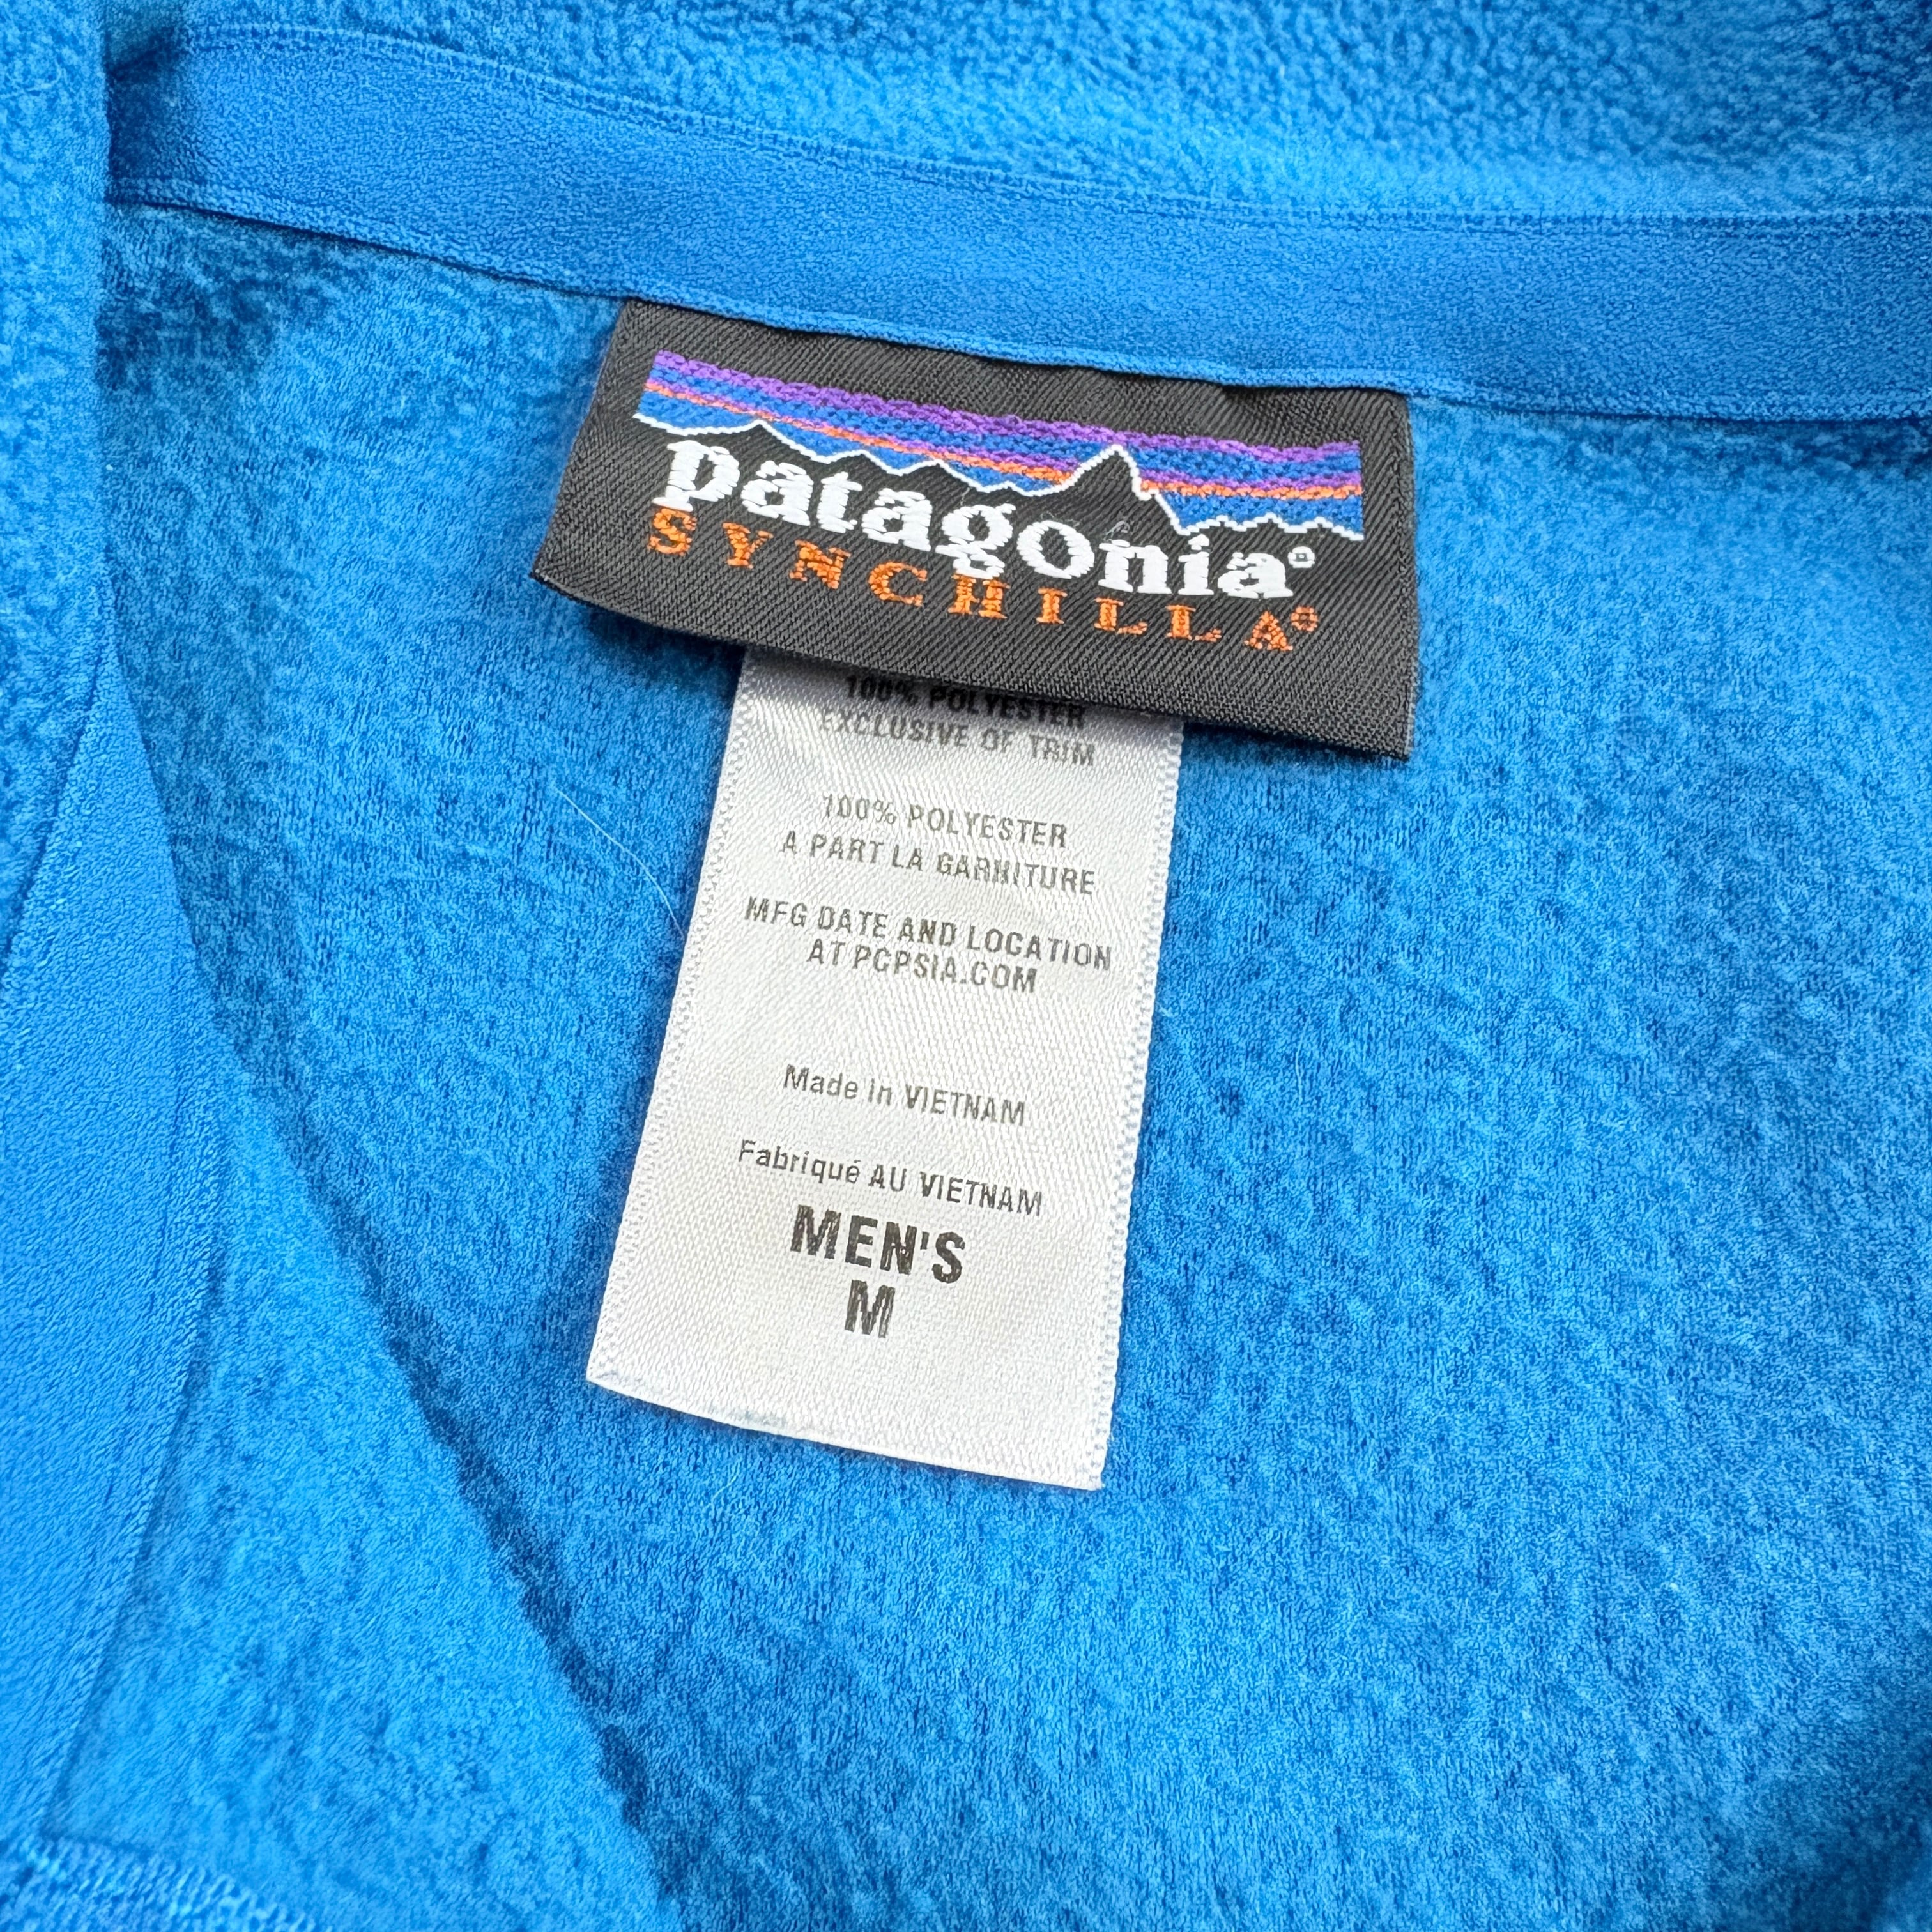 patagonia®
SYNCHILLA®
100% POLYESTER
EXCLUSIVE OF TRIM
100% POLYESTER
A PART LA GARNITURE
MFG DATE AND LOCATION
AT PCPSIA.COM
Made in VIETNAM
Fabriqué AU VIETNAM
MEN'S
M